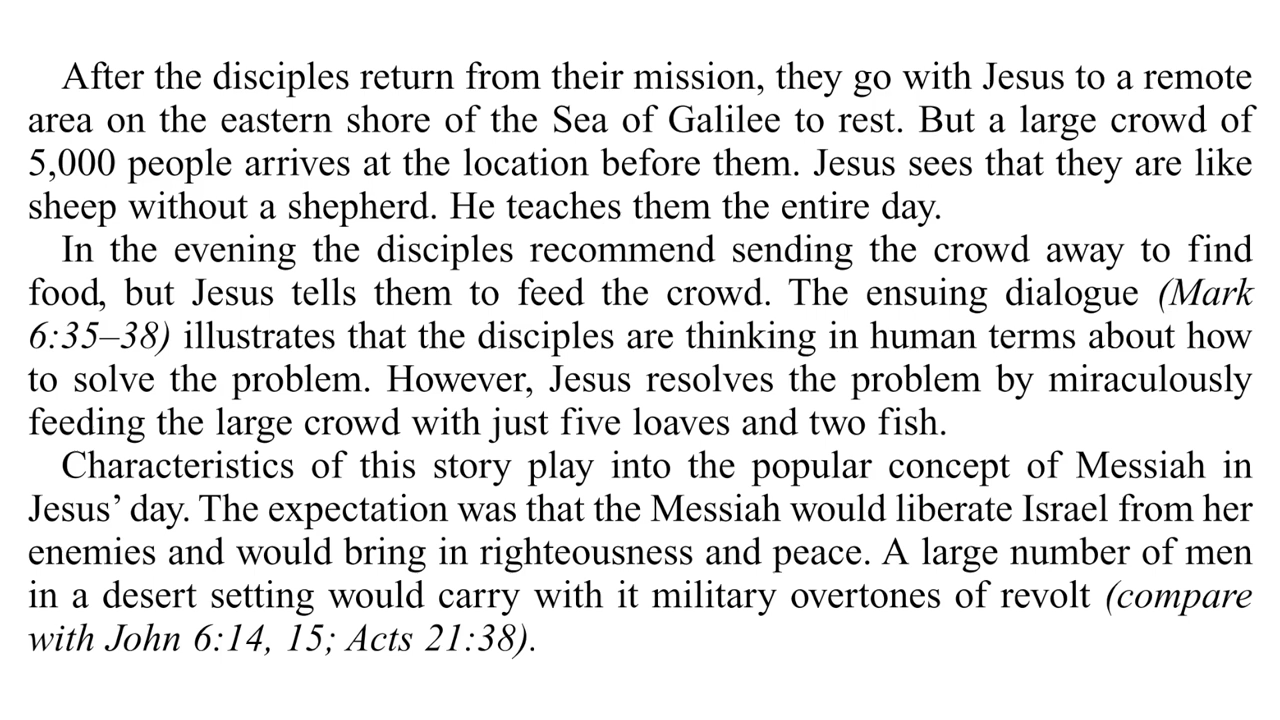 After the disciples return from their mission, they go with Jesus to a remote
area on the eastern shore of the Sea of Galilee to rest. But a large crowd of
5,000 people arrives at the location before them. Jesus sees that they are like
sheep without a shepherd. He teaches them the entire day.
In the evening the disciples recommend sending the crowd away to find
food, but Jesus tells them to feed the crowd. The ensuing dialogue (Mark
6:35–38) illustrates that the disciples are thinking in human terms about how
to solve the problem. However, Jesus resolves the problem by miraculously
feeding the large crowd with just five loaves and two fish.
Characteristics of this story play into the popular concept of Messiah in
Jesus’ day. The expectation was that the Messiah would liberate Israel from her
enemies and would bring in righteousness and peace. A large number of men
in a desert setting would carry with it military overtones of revolt (compare
with John 6:14, 15; Acts 21:38).